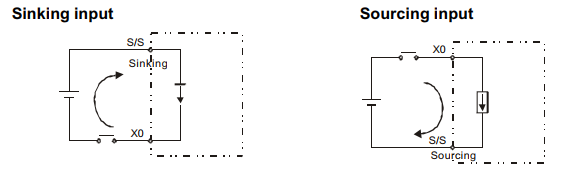 Sinking input
S/S
Sinking
X0
Sourcing input
X0
S/S
Sourcing